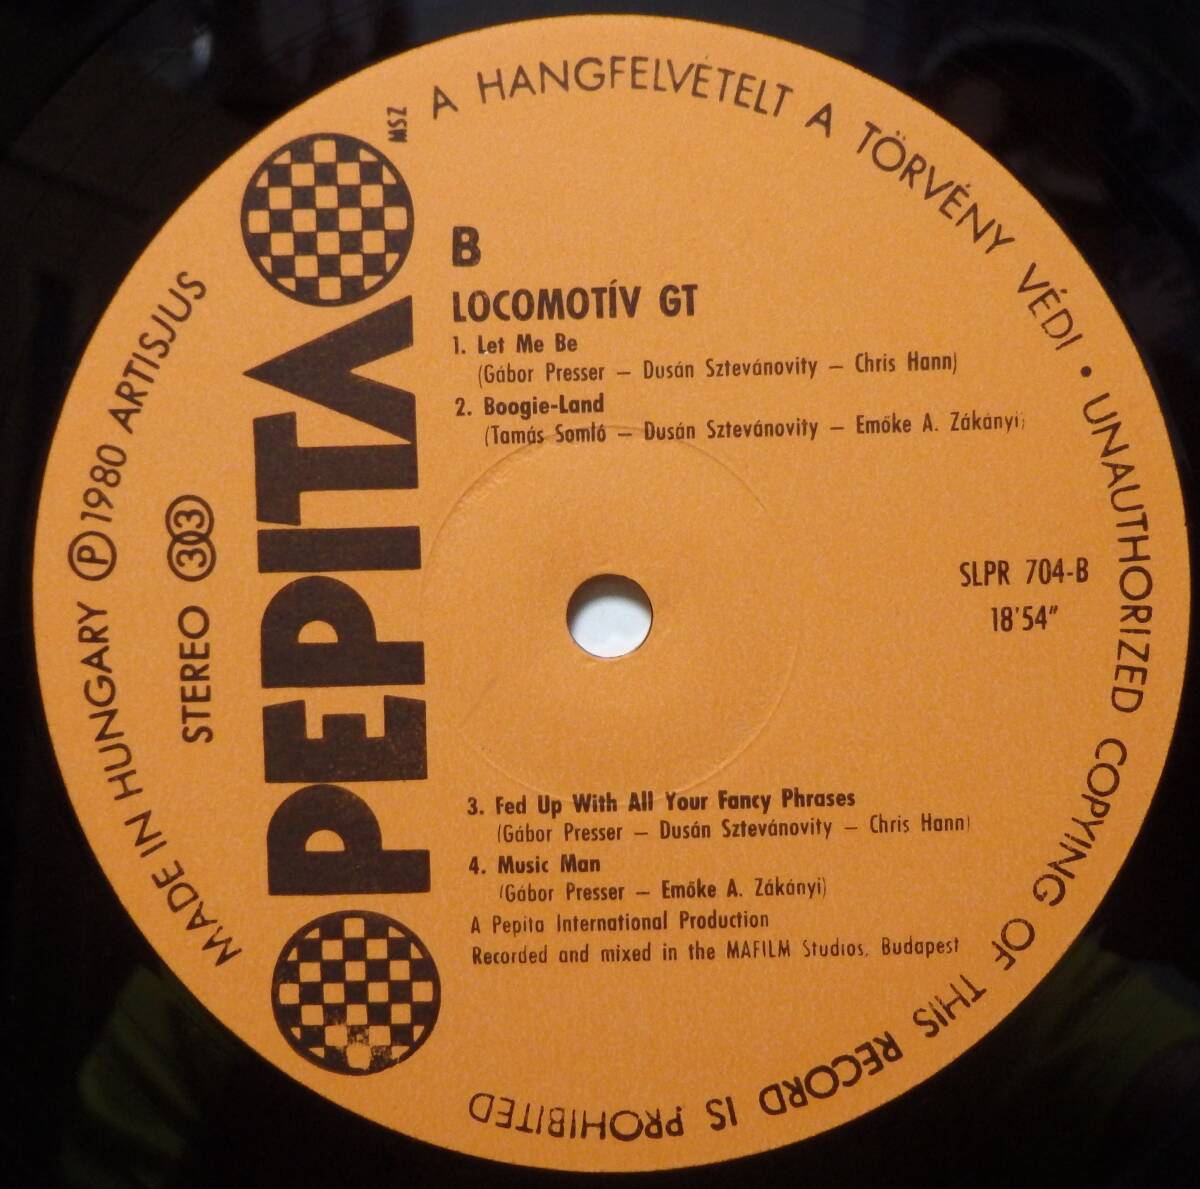 A HANGFELVÉTELT A TÖRVÉNY VÉDI • UNAUTHORIZED COPYING OF THIS RECORD IS PROHIBITED
MADE IN HUNGARY Ⓟ 1980 ARTISJUS
STEREO 33
PEPITA
MSZ
B
LOCOMOTÍV GT
1. Let Me Be
(Gábor Presser – Dusán Sztevánovity – Chris Hann)
2. Boogie-Land
(Tamás Somló – Dusán Sztevánovity – Emőke A. Zákányi)
SLPR 704-B
18'54"
3. Fed Up With All Your Fancy Phrases
(Gábor Presser – Dusán Sztevánovity – Chris Hann)
4. Music Man
(Gábor Presser – Emőke A. Zákányi)
A Pepita International Production
Recorded and mixed in the MAFILM Studios, Budapest